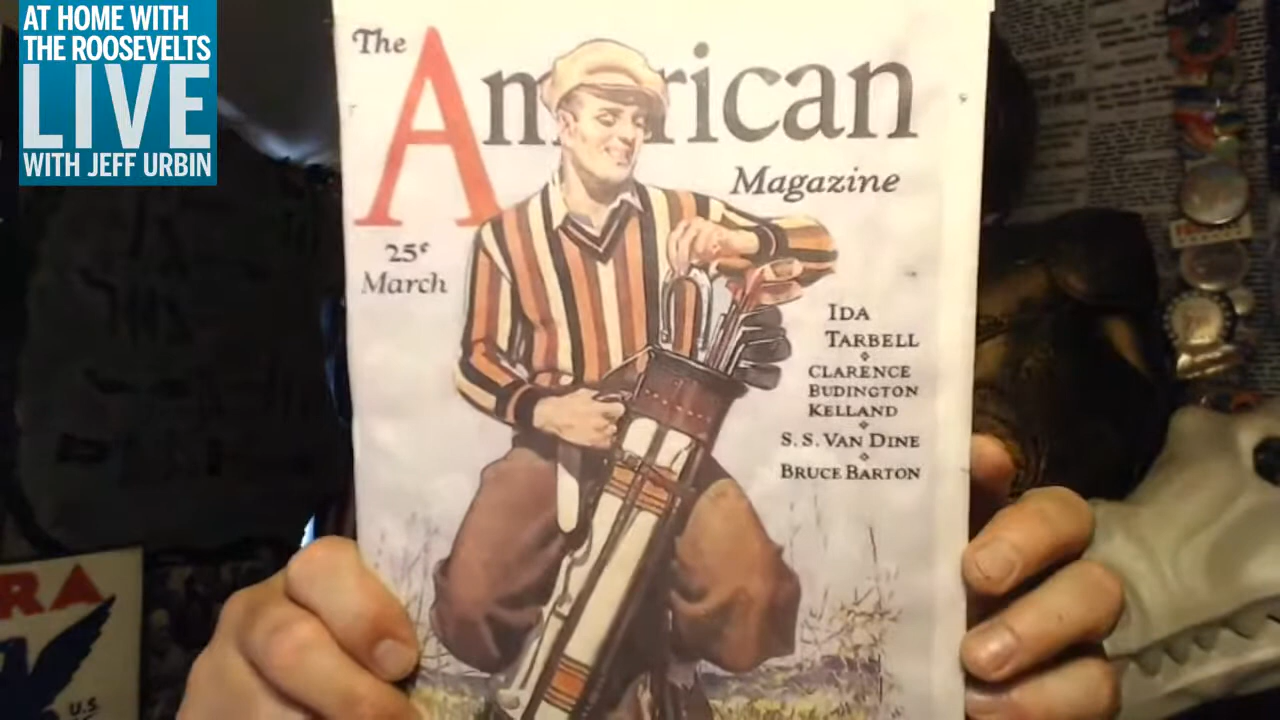 AT HOME WITH
THE ROOSEVELTS
LIVE
WITH JEFF URBIN
The
American
Magazine
25¢
March
IDA
TARBELL
CLARENCE
BUDINGTON
KELLAND
S.S. VAN DINE
BRUCE BARTON
RA
U.S.